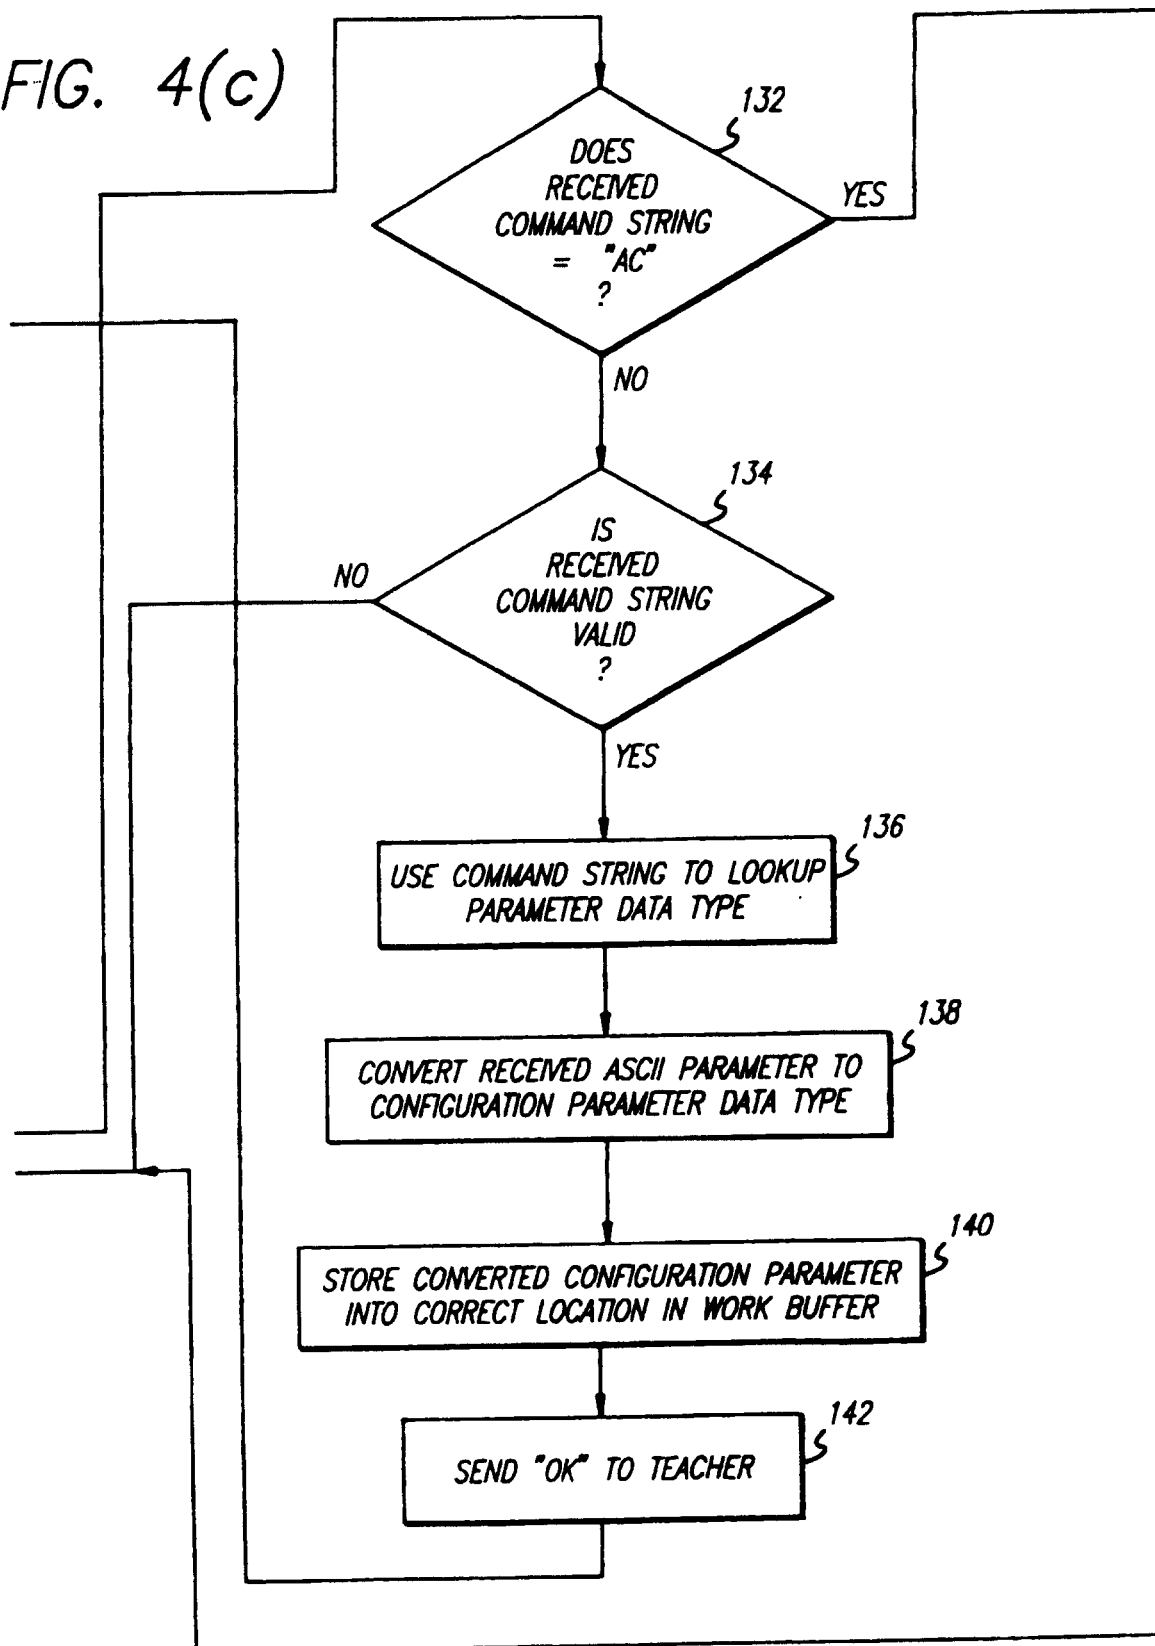 FIG. 4(c)
132
DOES
RECEIVED
COMMAND STRING
= "AC"
?
YES
NO
134
IS
RECEIVED
COMMAND STRING
VALID
?
NO
YES
136
USE COMMAND STRING TO LOOKUP
PARAMETER DATA TYPE
138
CONVERT RECEIVED ASCII PARAMETER TO
CONFIGURATION PARAMETER DATA TYPE
140
STORE CONVERTED CONFIGURATION PARAMETER
INTO CORRECT LOCATION IN WORK BUFFER
142
SEND "OK" TO TEACHER